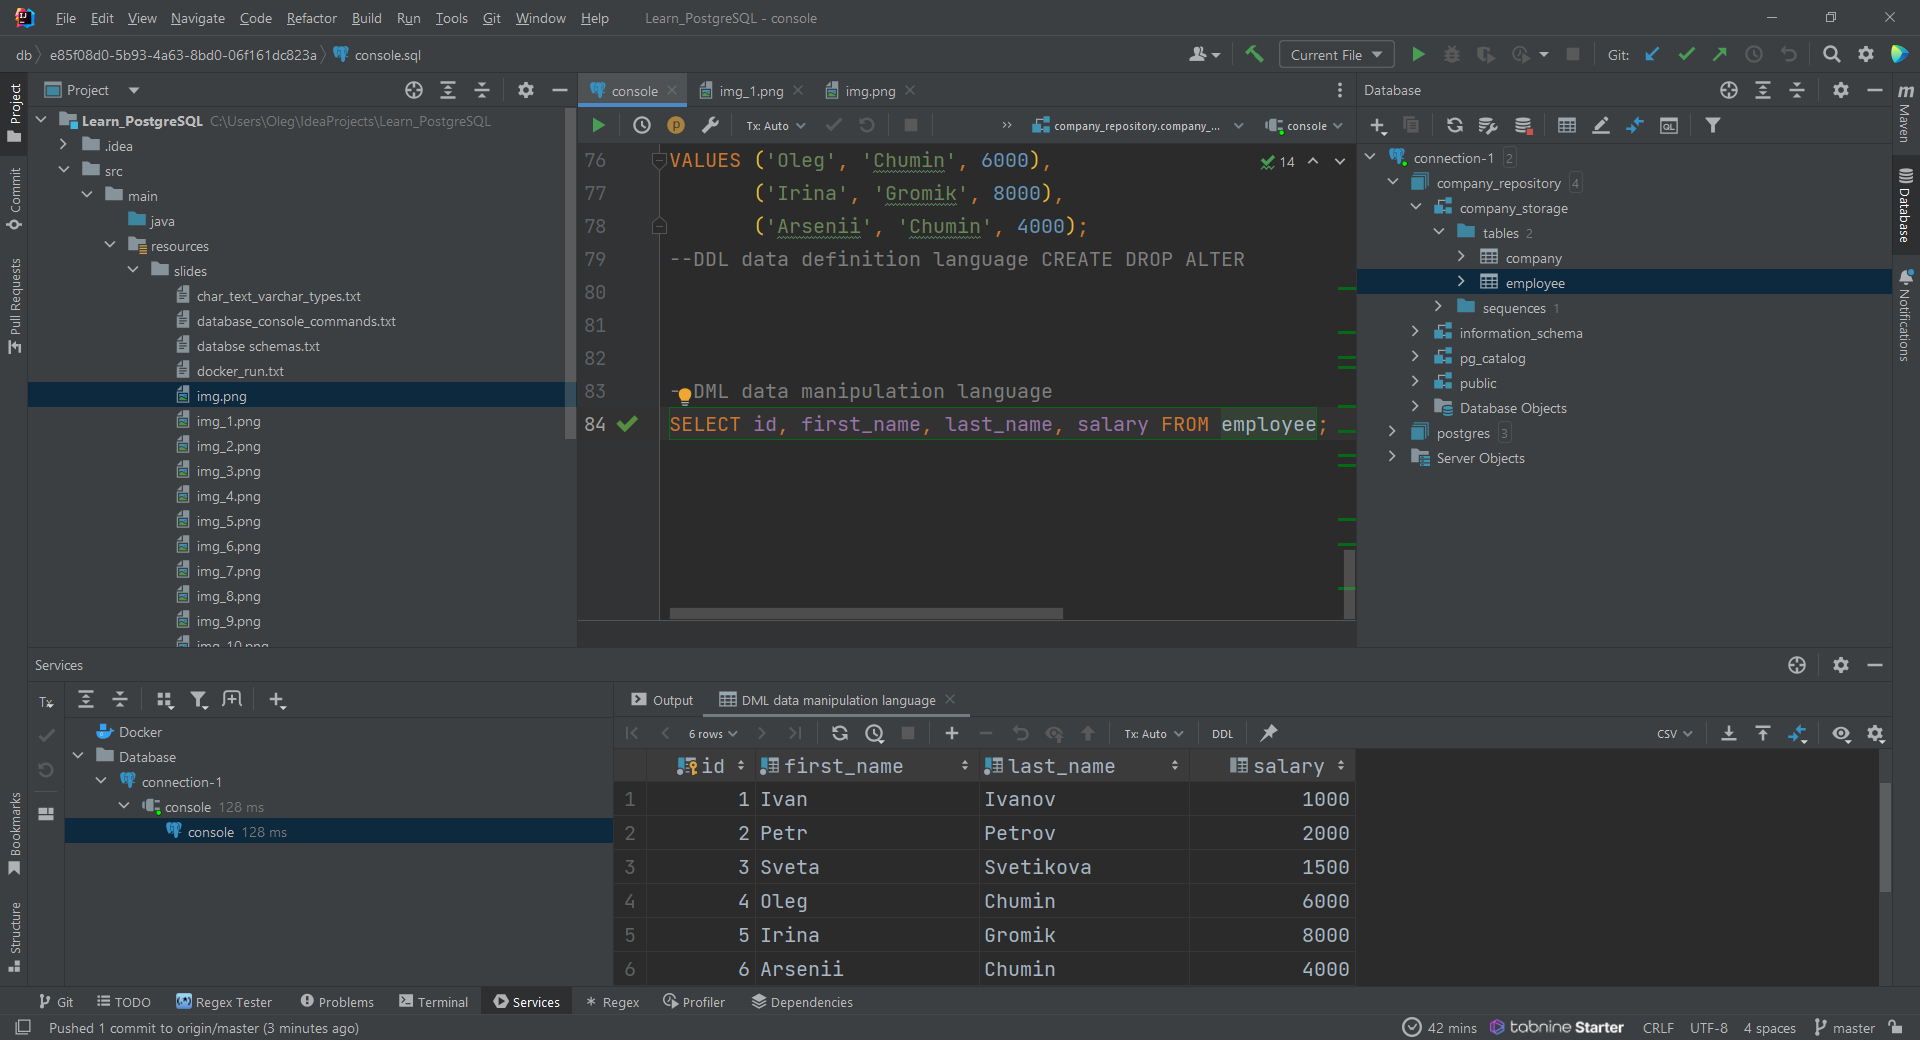 File Edit View Navigate Code Refactor Build Run Tools Git Window Help Learn_PostgreSQL - console
db e85f08d0-5b93-4a63-8bd0-06f161dc823a console.sql Current File Git:
Project
Commit
Pull Requests
Bookmarks
Structure
Project
Learn_PostgreSQL C:\Users\Oleg\IdeaProjects\Learn_PostgreSQL
.idea
src
main
java
resources
slides
char_text_varchar_types.txt
database_console_commands.txt
databse schemas.txt
docker_run.txt
img.png
img_1.png
img_2.png
img_3.png
img_4.png
img_5.png
img_6.png
img_7.png
img_8.png
img_9.png
img_10.png
console img_1.png img.png
Tx: Auto company_repository.company_... console
14
76 VALUES ('Oleg', 'Chumin', 6000),
77 ('Irina', 'Gromik', 8000),
78 ('Arsenii', 'Chumin', 4000);
79 --DDL data definition language CREATE DROP ALTER
80
81
82
83 -DML data manipulation language
84 SELECT id, first_name, last_name, salary FROM employee;
Database
connection-1 2
company_repository 4
company_storage
tables 2
company
employee
sequences 1
information_schema
pg_catalog
public
Database Objects
postgres 3
Server Objects
m Maven
Database
Notifications
Services
Tx
Docker
Database
connection-1
console 128 ms
console 128 ms
Output DML data manipulation language
6 rows Tx: Auto DDL CSV
id first_name last_name salary
1 1 Ivan Ivanov 1000
2 2 Petr Petrov 2000
3 3 Sveta Svetikova 1500
4 4 Oleg Chumin 6000
5 5 Irina Gromik 8000
6 6 Arsenii Chumin 4000
Git TODO Regex Tester Problems Terminal Services Regex Profiler Dependencies
Pushed 1 commit to origin/master (3 minutes ago) 42 mins tabnine Starter CRLF UTF-8 4 spaces master